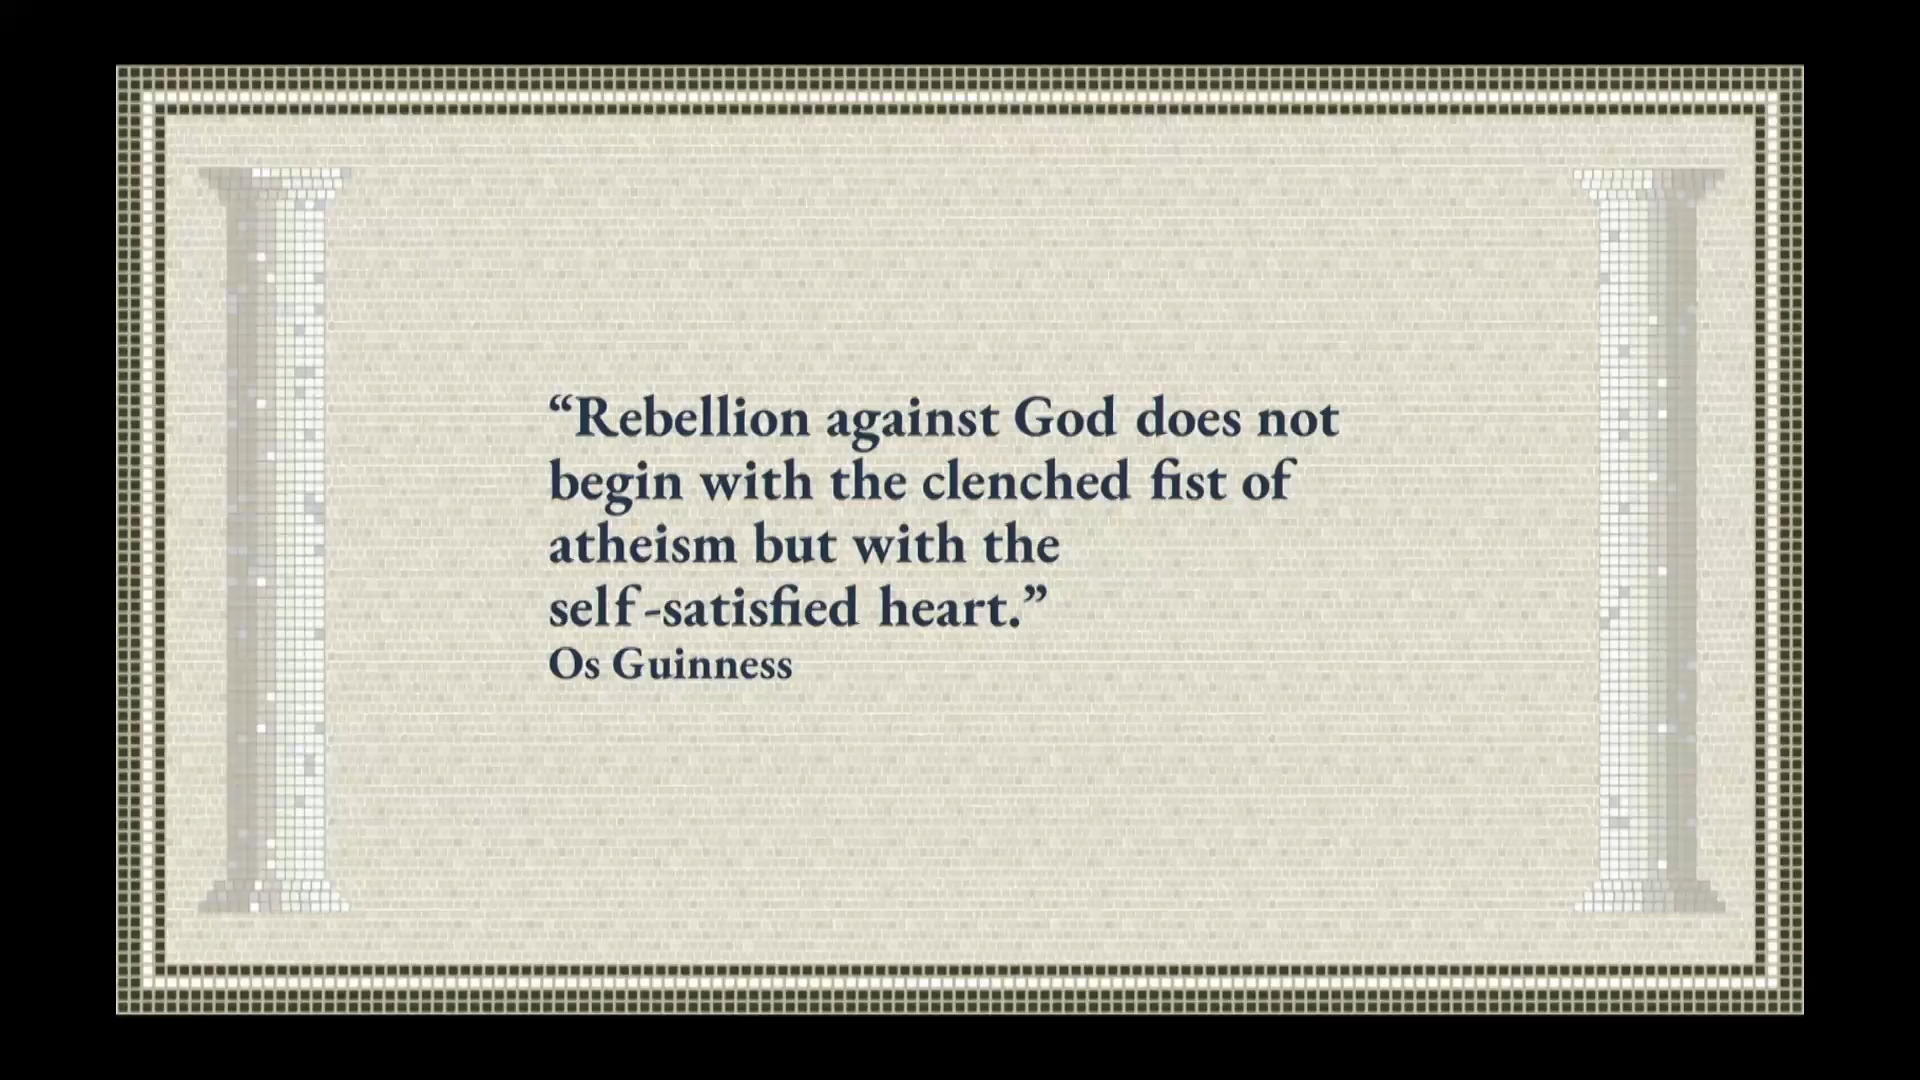 “Rebellion against God does not
begin with the clenched fist of
atheism but with the
self-satisfied heart.”
Os Guinness